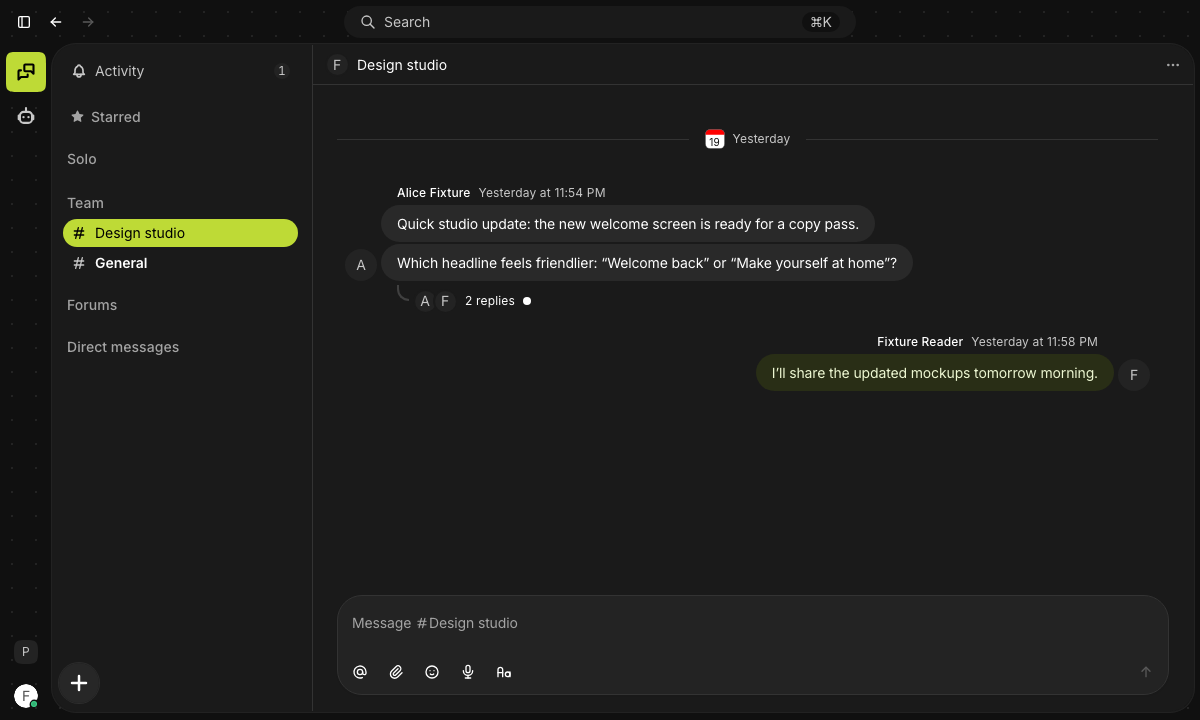 Search
⌘K
Activity
1
Starred
Solo
Team
# Design studio
# General
Forums
Direct messages
P
F
F Design studio
19 Yesterday
Alice Fixture Yesterday at 11:54 PM
Quick studio update: the new welcome screen is ready for a copy pass.
A
Which headline feels friendlier: “Welcome back” or “Make yourself at home”?
A F 2 replies
Fixture Reader Yesterday at 11:58 PM
I’ll share the updated mockups tomorrow morning.
F
Message #Design studio
Aa